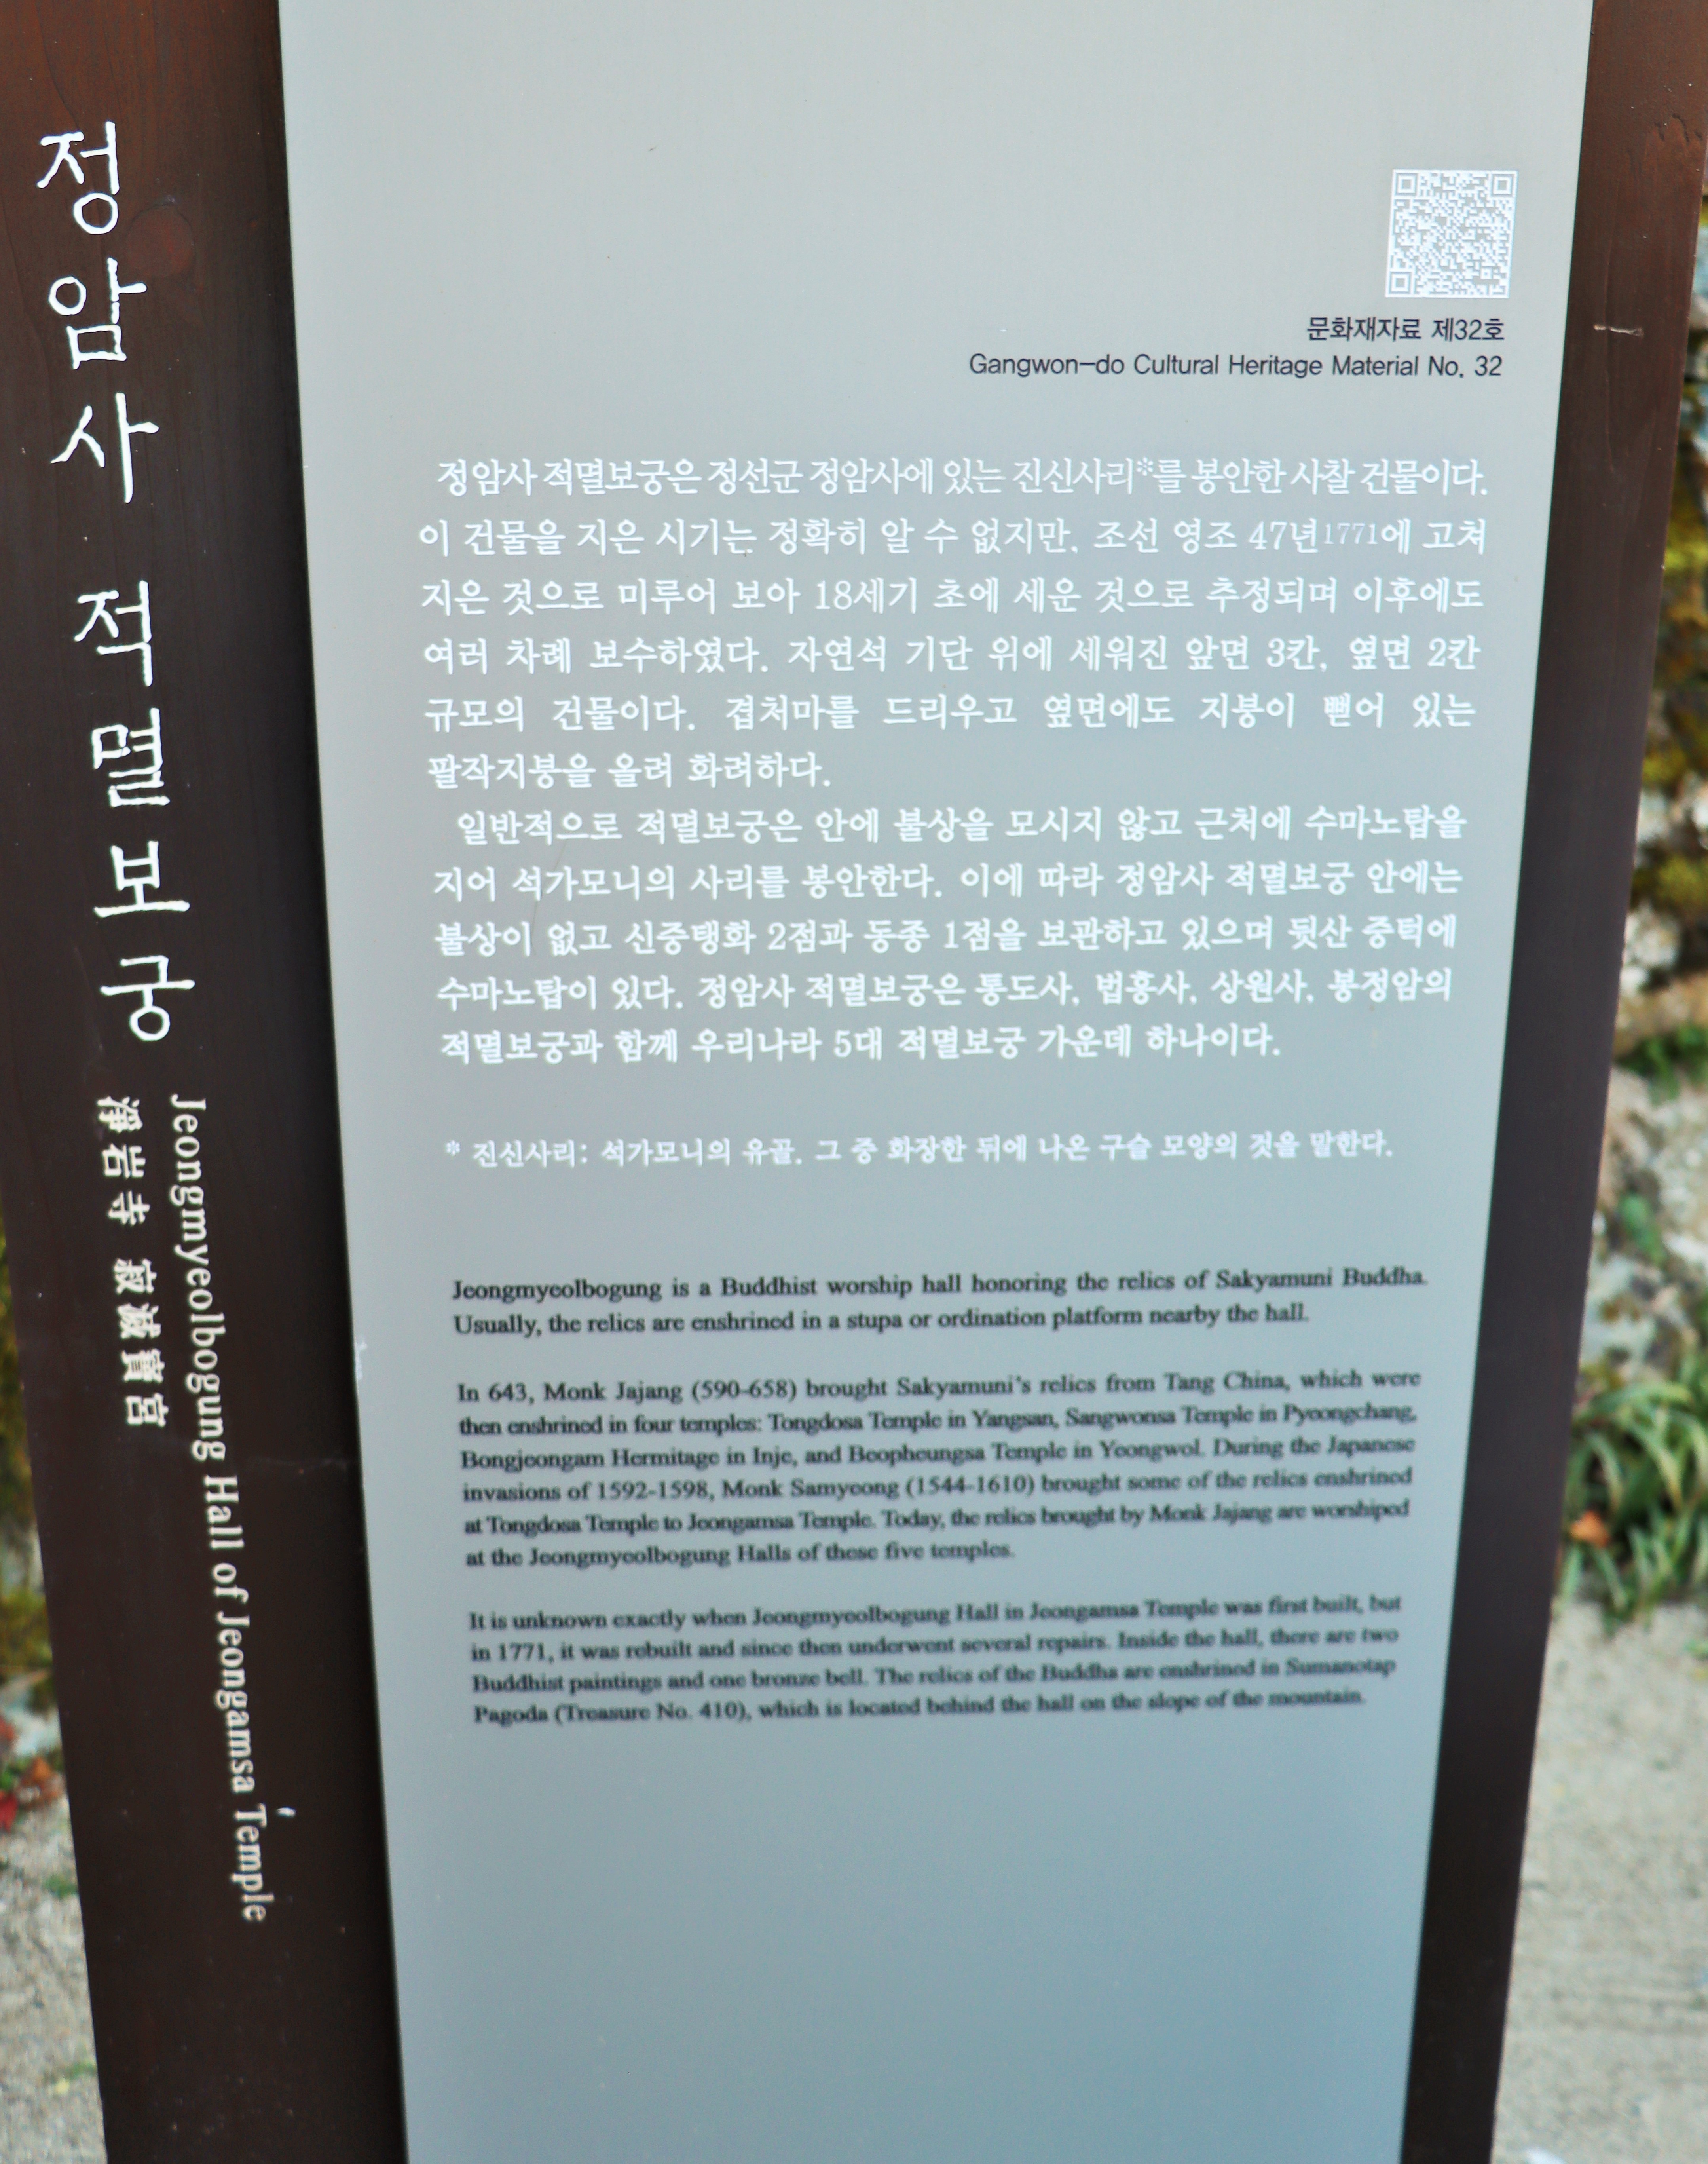 정암사 적멸보궁
Jeongmyeolbogung Hall of Jeongamsa Temple
淨岩寺 寂滅寶宮
문화재자료 제32호
Gangwon-do Cultural Heritage Material No. 32
정암사 적멸보궁은 정선군 정암사에 있는 진신사리*를 봉안한 사찰 건물이다.
이 건물을 지은 시기는 정확히 알 수 없지만, 조선 영조 47년1771에 고쳐
지은 것으로 미루어 보아 18세기 초에 세운 것으로 추정되며 이후에도
여러 차례 보수하였다. 자연석 기단 위에 세워진 앞면 3칸, 옆면 2칸
규모의 건물이다. 겹처마를 드리우고 옆면에도 지붕이 뻗어 있는
팔작지붕을 올려 화려하다.
일반적으로 적멸보궁은 안에 불상을 모시지 않고 근처에 수마노탑을
지어 석가모니의 사리를 봉안한다. 이에 따라 정암사 적멸보궁 안에는
불상이 없고 신중탱화 2점과 동종 1점을 보관하고 있으며 뒷산 중턱에
수마노탑이 있다. 정암사 적멸보궁은 통도사, 법흥사, 상원사, 봉정암의
적멸보궁과 함께 우리나라 5대 적멸보궁 가운데 하나이다.
* 진신사리: 석가모니의 유골. 그 중 화장한 뒤에 나온 구슬 모양의 것을 말한다.
Jeongmyeolbogung is a Buddhist worship hall honoring the relics of Sakyamuni Buddha.
Usually, the relics are enshrined in a stupa or ordination platform nearby the hall.
In 643, Monk Jajang (590-658) brought Sakyamuni's relics from Tang China, which were
then enshrined in four temples: Tongdosa Temple in Yangsan, Sangwonsa Temple in Pyeongchang,
Bongjeongam Hermitage in Inje, and Beopheungsa Temple in Yeongwol. During the Japanese
invasions of 1592-1598, Monk Samyeong (1544-1610) brought some of the relics enshrined
at Tongdosa Temple to Jeongamsa Temple. Today, the relics brought by Monk Jajang are worshiped
at the Jeongmyeolbogung Halls of these five temples.
It is unknown exactly when Jeongmyeolbogung Hall in Jeongamsa Temple was first built, but
in 1771, it was rebuilt and since then underwent several repairs. Inside the hall, there are two
Buddhist paintings and one bronze bell. The relics of the Buddha are enshrined in Sumanotap
Pagoda (Treasure No. 410), which is located behind the hall on the slope of the mountain.